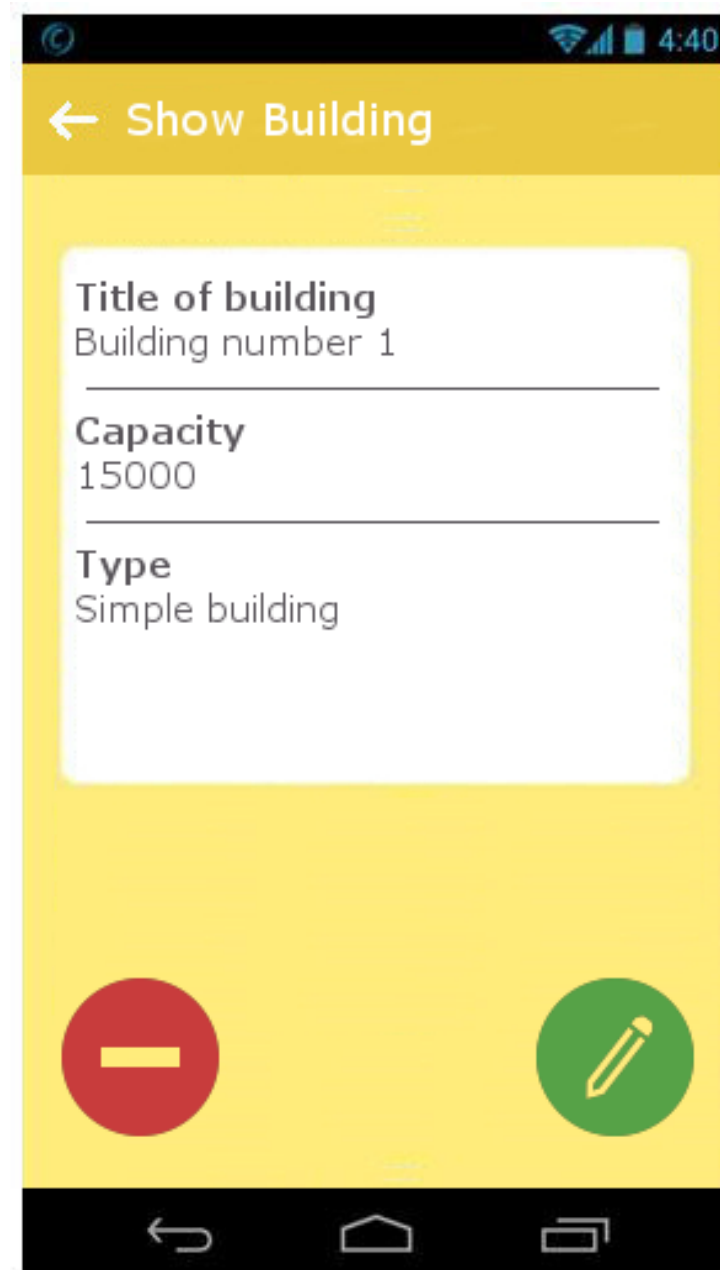 4:40
Show Building
Title of building
Building number 1
Capacity
15000
Type
Simple building